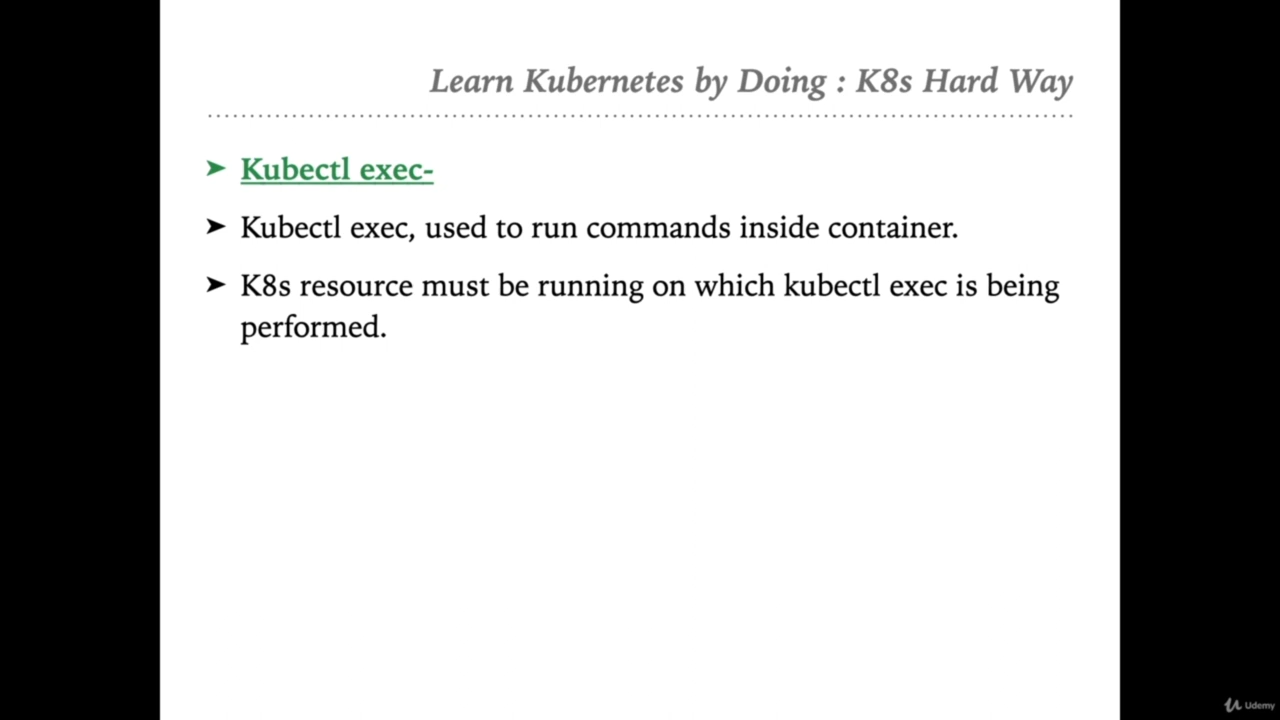 Learn Kubernetes by Doing : K8s Hard Way
➤ Kubectl exec-
➤ Kubectl exec, used to run commands inside container.
➤ K8s resource must be running on which kubectl exec is being
performed.
Udemy